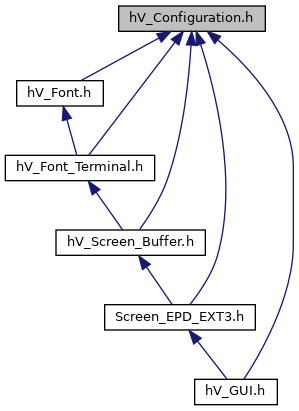 hV_Configuration.h
hV_Font.h
hV_Font_Terminal.h
hV_Screen_Buffer.h
Screen_EPD_EXT3.h
hV_GUI.h